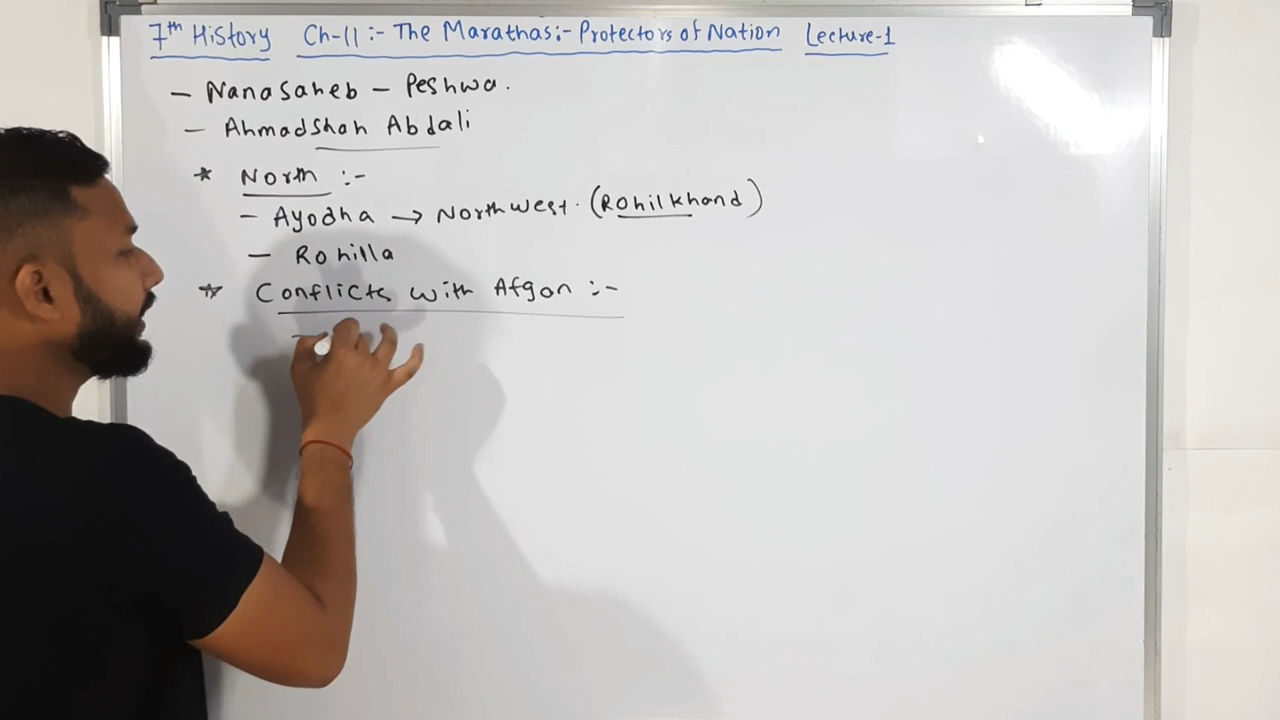 7th History Ch-11 :- The Marathas:- Protectors of Nation Lecture-1
- Nanasaheb - Peshwa.
- Ahmadshah Abdali
* North :-
- Ayodha → Northwest. (Rohilkhand)
- Rohilla
* Conflicts with Afgan :-
-